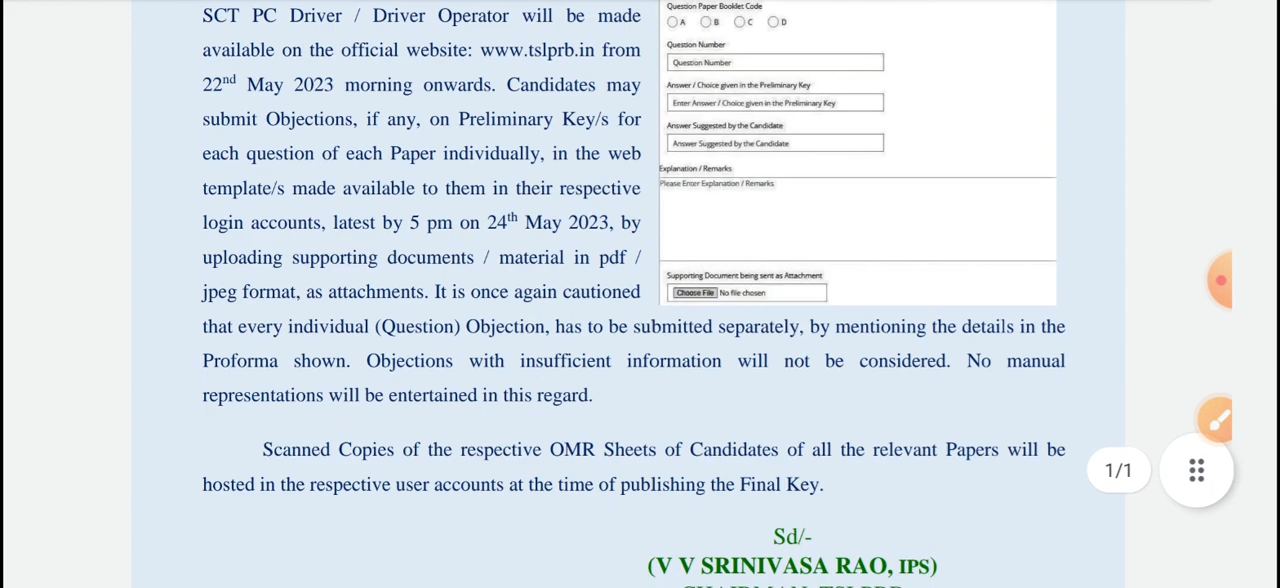 SCT PC Driver / Driver Operator will be made
available on the official website: www.tslprb.in from
22nd May 2023 morning onwards. Candidates may
submit Objections, if any, on Preliminary Key/s for
each question of each Paper individually, in the web
template/s made available to them in their respective
login accounts, latest by 5 pm on 24th May 2023, by
uploading supporting documents / material in pdf /
jpeg format, as attachments. It is once again cautioned
Question Paper Booklet Code
A B C D
Question Number
Question Number
Answer / Choice given in the Preliminary Key
Enter Answer / Choice given in the Preliminary Key
Answer Suggested by the Candidate
Answer Suggested by the Candidate
Explanation / Remarks
Please Enter Explanation / Remarks
Supporting Document being sent as Attachment
Choose File No file chosen
that every individual (Question) Objection, has to be submitted separately, by mentioning the details in the
Proforma shown. Objections with insufficient information will not be considered. No manual
representations will be entertained in this regard.
Scanned Copies of the respective OMR Sheets of Candidates of all the relevant Papers will be
hosted in the respective user accounts at the time of publishing the Final Key.
1/1
Sd/-
(V V SRINIVASA RAO, IPS)
CHAIRMAN, TSLPRB